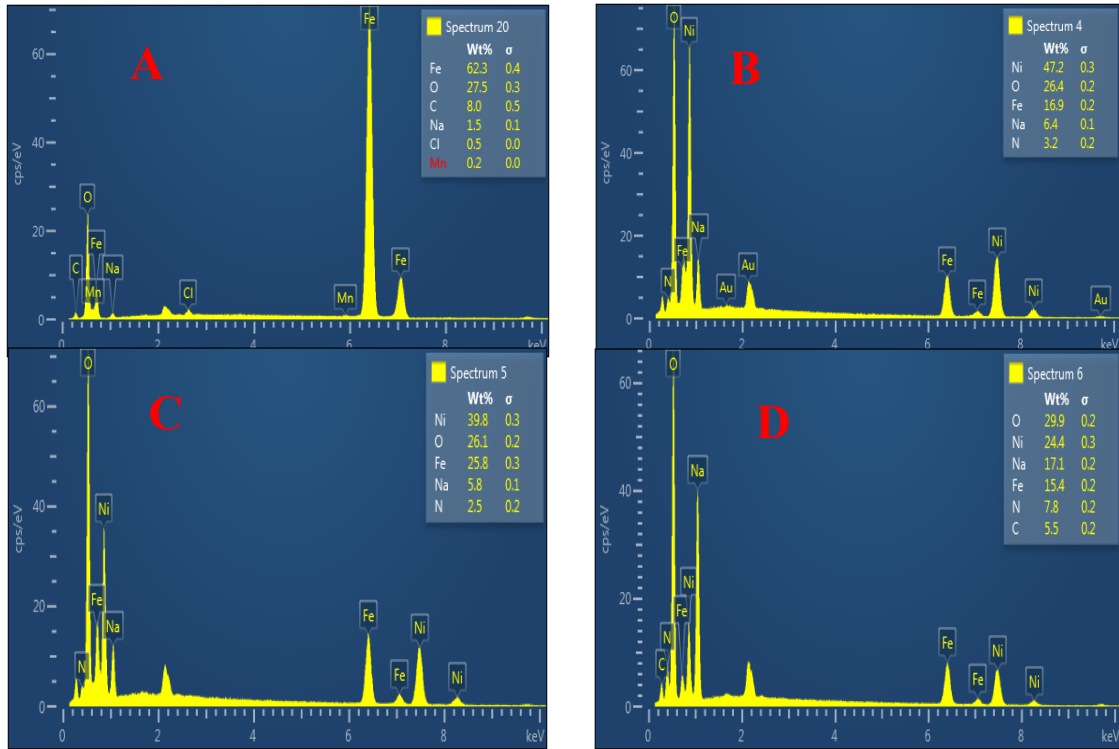 A
Spectrum 20
Wt% σ
Fe 62.3 0.4
O 27.5 0.3
C 8.0 0.5
Na 1.5 0.1
Cl 0.5 0.0
Mn 0.2 0.0
cps/eV
60
40
20
0
Fe
O
Fe
C
Na
Mn
Cl
Mn
Fe
0 2 4 6 8 keV
B
Spectrum 4
Wt% σ
Ni 47.2 0.3
O 26.4 0.2
Fe 16.9 0.2
Na 6.4 0.1
N 3.2 0.2
cps/eV
60
40
20
0
O
Ni
Na
Fe
N
Au
Au
Fe
Fe
Ni
Ni
Au
0 2 4 6 8 keV
C
Spectrum 5
Wt% σ
Ni 39.8 0.3
O 26.1 0.2
Fe 25.8 0.3
Na 5.8 0.1
N 2.5 0.2
cps/eV
60
40
20
0
O
Ni
Fe
Na
N
Fe
Fe
Ni
Ni
0 2 4 6 8 keV
D
Spectrum 6
Wt% σ
O 29.9 0.2
Ni 24.4 0.3
Na 17.1 0.2
Fe 15.4 0.2
N 7.8 0.2
C 5.5 0.2
cps/eV
60
40
20
0
O
Na
Ni
Fe
N
C
Fe
Fe
Ni
Ni
0 2 4 6 8 keV